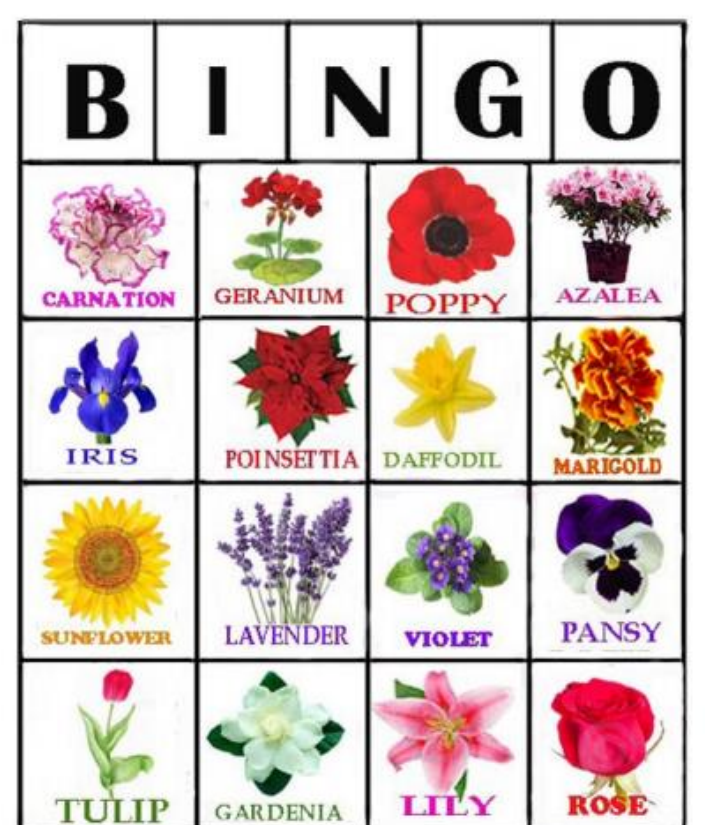 B I N G O
CARNATION GERANIUM POPPY AZALEA
IRIS POINSETTIA DAFFODIL MARIGOLD
SUNFLOWER LAVENDER VIOLET PANSY
TULIP GARDENIA LILY ROSE